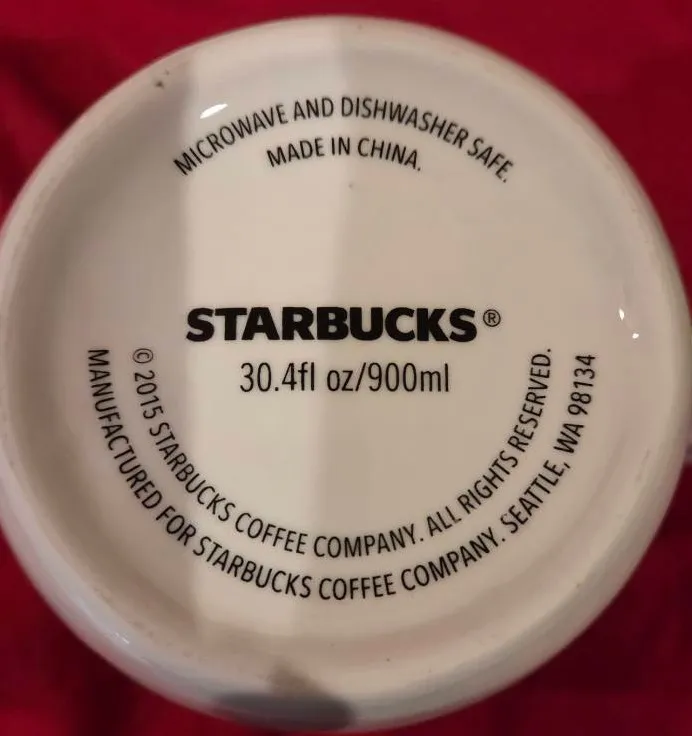 MICROWAVE AND DISHWASHER SAFE.
MADE IN CHINA.
STARBUCKS®
30.4fl oz/900ml
© 2015 STARBUCKS COFFEE COMPANY. ALL RIGHTS RESERVED.
MANUFACTURED FOR STARBUCKS COFFEE COMPANY. SEATTLE, WA 98134